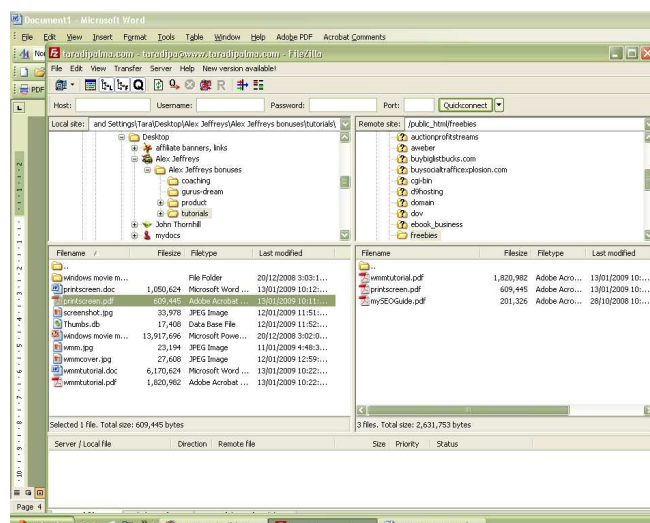 Document1 - Microsoft Word
File Edit View Insert Format Tools Table Window Help Adobe PDF Acrobat Comments
taradipalma.com - taradipa@www.taradipalma.com - FileZilla
File Edit View Transfer Server Help New version available!
PDF
Host: Username: Password: Port: Quickconnect
Local site: and Settings\Tara\Desktop\Alex Jeffreys\Alex Jeffreys bonuses\tutorials\
Desktop
affiliate banners, links
Alex Jeffreys
Alex Jeffreys bonuses
coaching
gurus-dream
product
tutorials
John Thornhill
mydocs
Remote site: /public_html/freebies
auctionprofitstreams
aweber
buybiglistbucks.com
buysocialtrafficexplosion.com
cgi-bin
d9hosting
domain
dov
ebook_business
freebies
Filename / Filesize Filetype Last modified
..
windows movie m... File Folder 20/12/2008 3:03:1...
printscreen.doc 1,050,624 Microsoft Word ... 13/01/2009 10:12:...
printscreen.pdf 609,445 Adobe Acrobat ... 13/01/2009 10:11:...
screenshot.jpg 33,978 JPEG Image 12/01/2009 11:51:...
Thumbs.db 17,408 Data Base File 12/01/2009 11:52:...
windows movie m... 13,917,696 Microsoft Powe... 20/12/2008 3:02:0...
wmm.jpg 23,194 JPEG Image 11/01/2009 4:48:3...
wmmcover.jpg 27,608 JPEG Image 12/01/2009 12:59:...
wmmtutorial.doc 6,170,624 Microsoft Word ... 13/01/2009 10:22:...
wmmtutorial.pdf 1,820,982 Adobe Acrobat ... 13/01/2009 10:22:...
Selected 1 file. Total size: 609,445 bytes
Filename Filesize Filetype Last modified
..
wmmtutorial.pdf 1,820,982 Adobe Acro... 13/01/2009 10:...
printscreen.pdf 609,445 Adobe Acro... 13/01/2009 10:...
mySEOGuide.pdf 201,326 Adobe Acro... 28/10/2008 10:...
3 files. Total size: 2,631,753 bytes
Server / Local file Direction Remote file Size Priority Status
Page 4